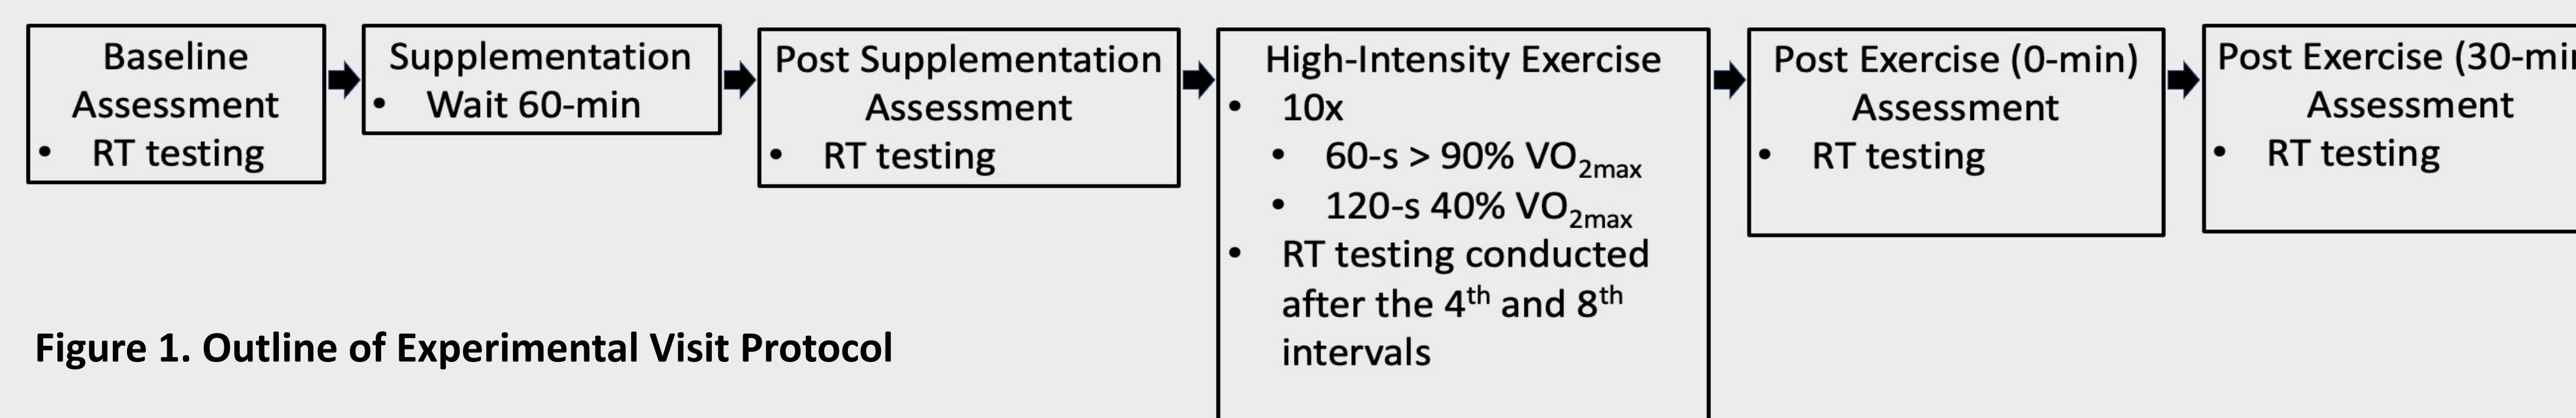 Baseline
Assessment
• RT testing
Supplementation
• Wait 60-min
Post Supplementation
Assessment
• RT testing
High-Intensity Exercise
• 10x
• 60-s > 90% VO2max
• 120-s 40% VO2max
• RT testing conducted
after the 4th and 8th
intervals
Post Exercise (0-min)
Assessment
• RT testing
Post Exercise
Assessment
• RT testing
Figure 1. Outline of Experimental Visit Protocol